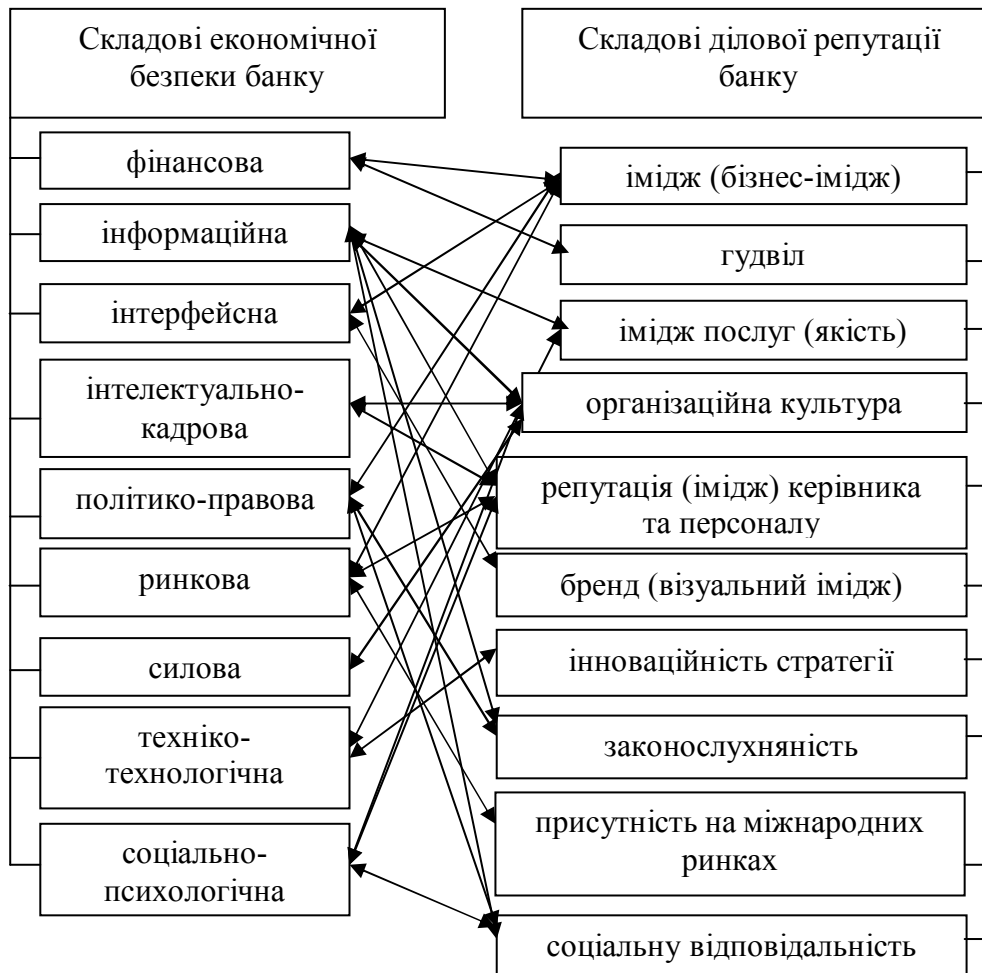 Складові економічної
безпеки банку
фінансова
інформаційна
інтерфейсна
інтелектуально-
кадрова
політико-правова
ринкова
силова
техніко-
технологічна
соціально-
психологічна
Складові ділової репутації
банку
імідж (бізнес-імідж)
гудвіл
імідж послуг (якість)
організаційна культура
репутація (імідж) керівника
та персоналу
бренд (візуальний імідж)
інноваційність стратегії
законослухняність
присутність на міжнародних
ринках
соціальну відповідальність